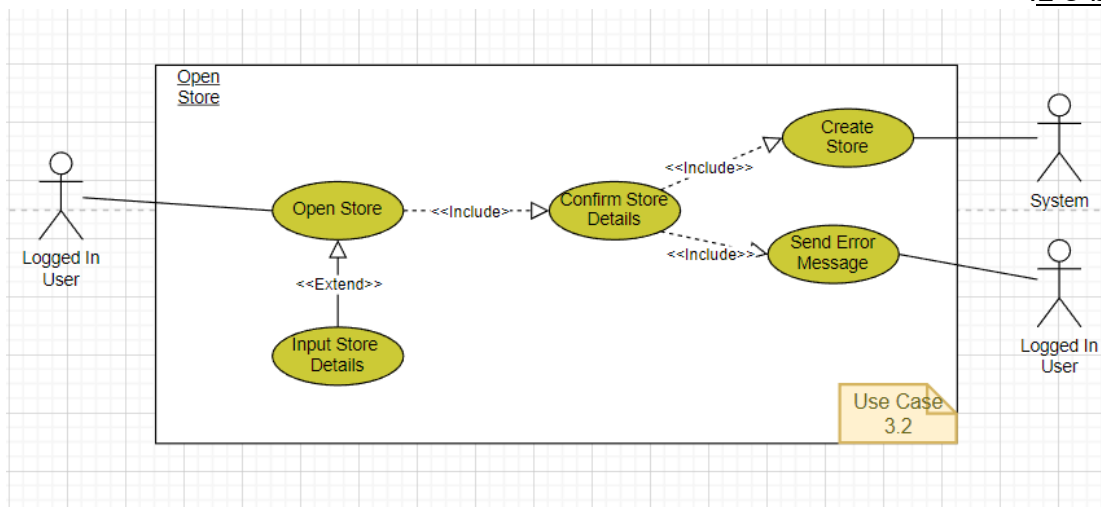 Open
Store
Create
Store
<<Include>>
System
Logged In
User
Open Store
<<Include>
Confirm Store
Details
Send Error
Message
<<Include>>
Logged In
User
<<Extend>>
Input Store
Details
Use Case
3.2